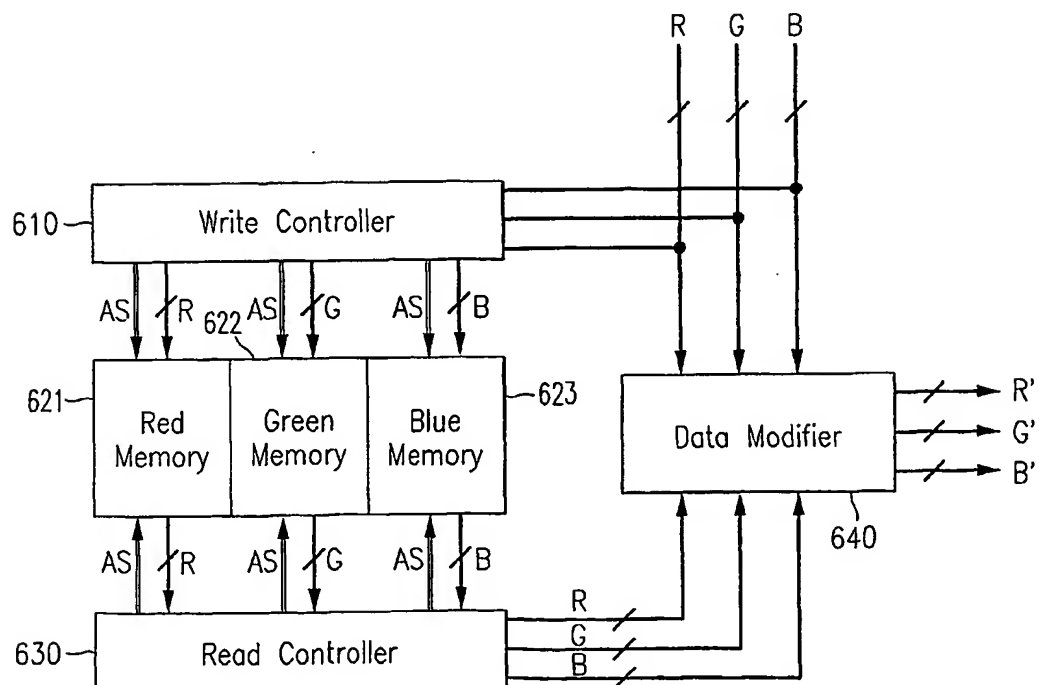 R G B
610 Write Controller
AS R AS G AS B
622
621 623
Red Memory
Green Memory
Blue Memory
Data Modifier
R'
G'
B'
640
AS R AS G AS B
R
G
B
630 Read Controller